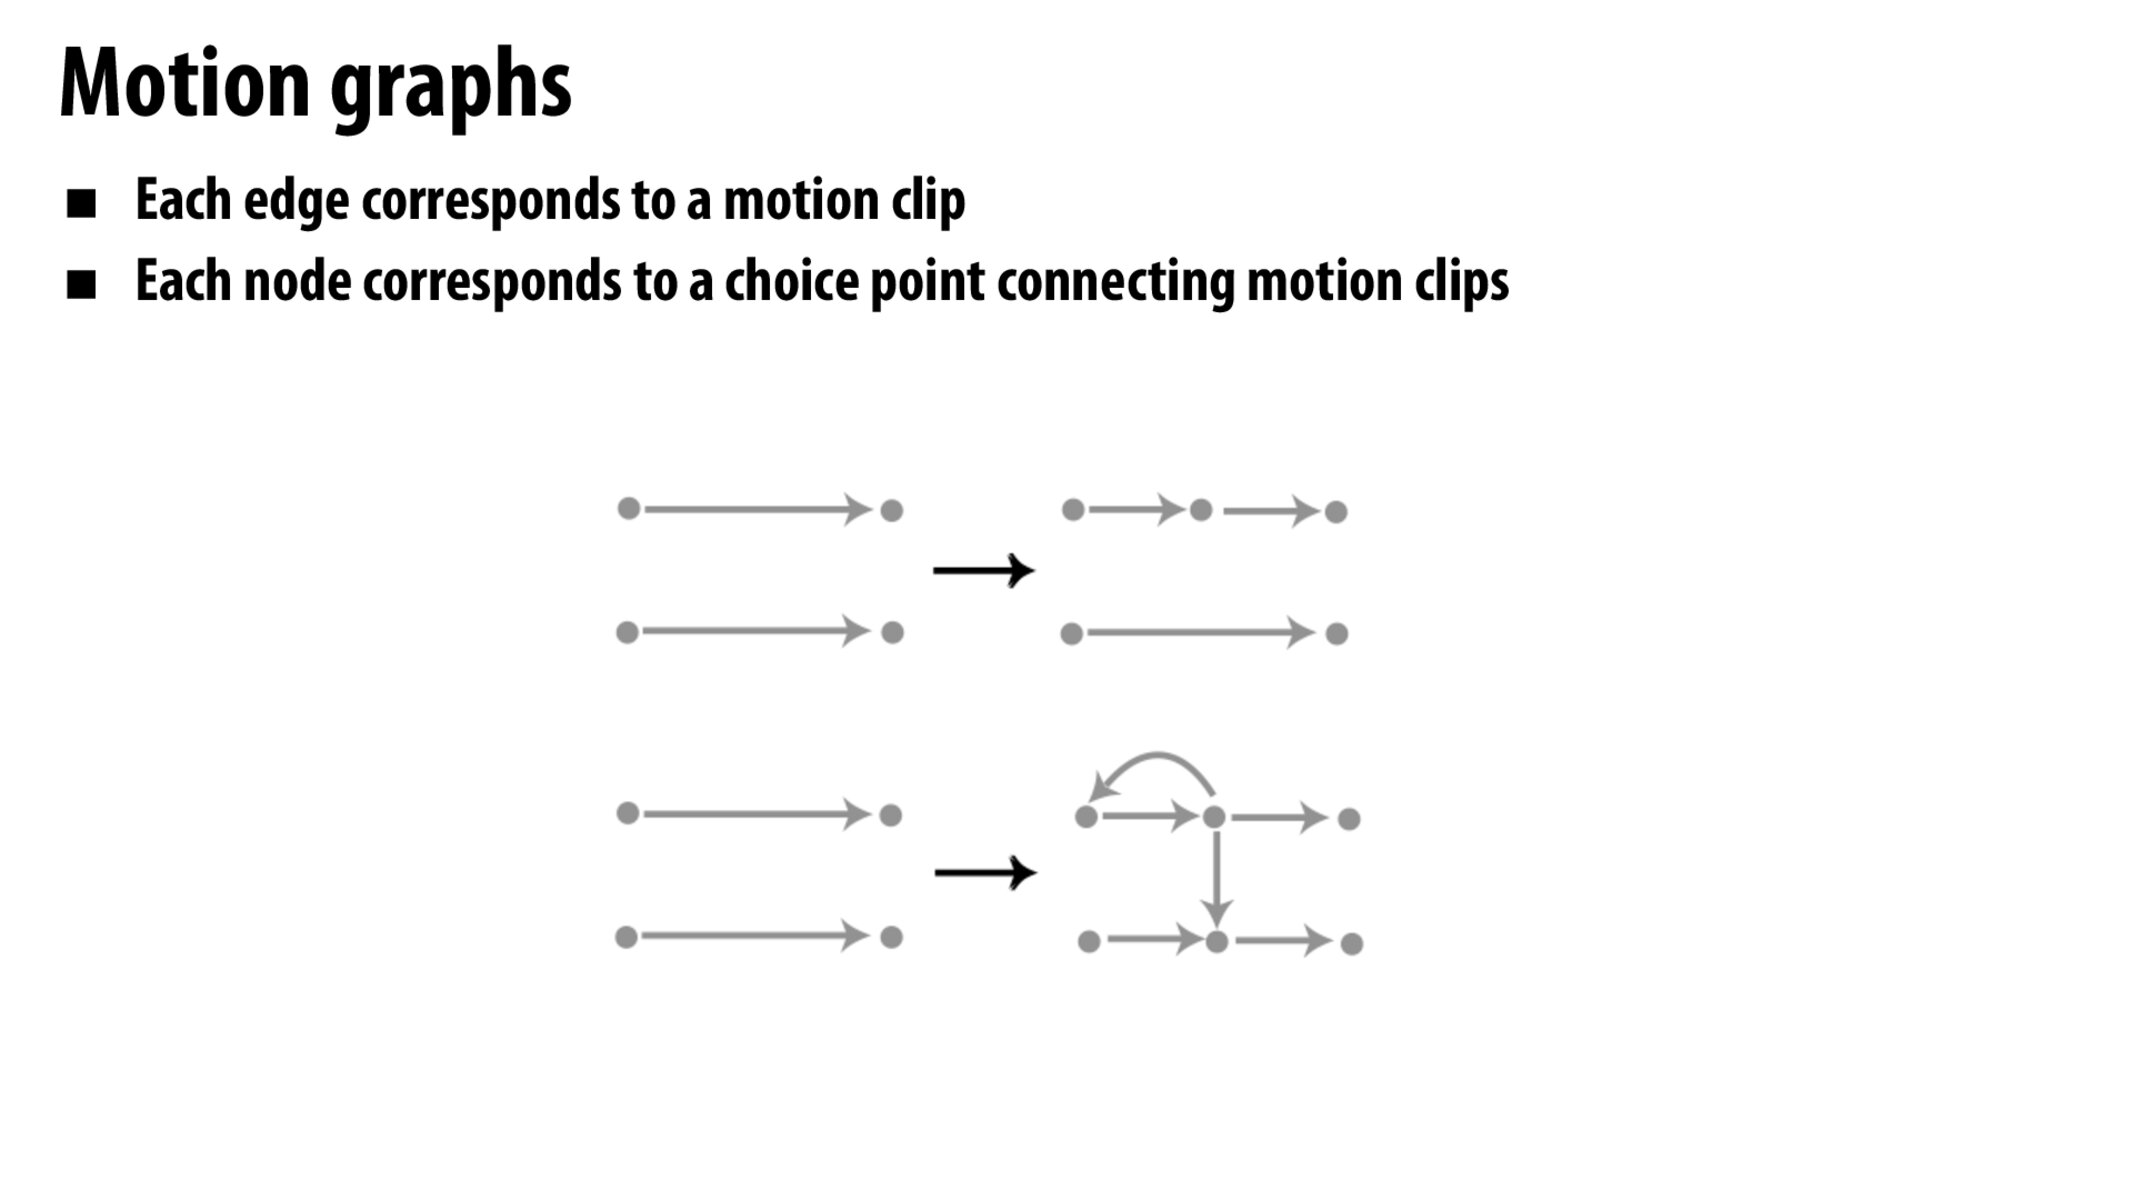 Motion graphs
■ Each edge corresponds to a motion clip
■ Each node corresponds to a choice point connecting motion clips